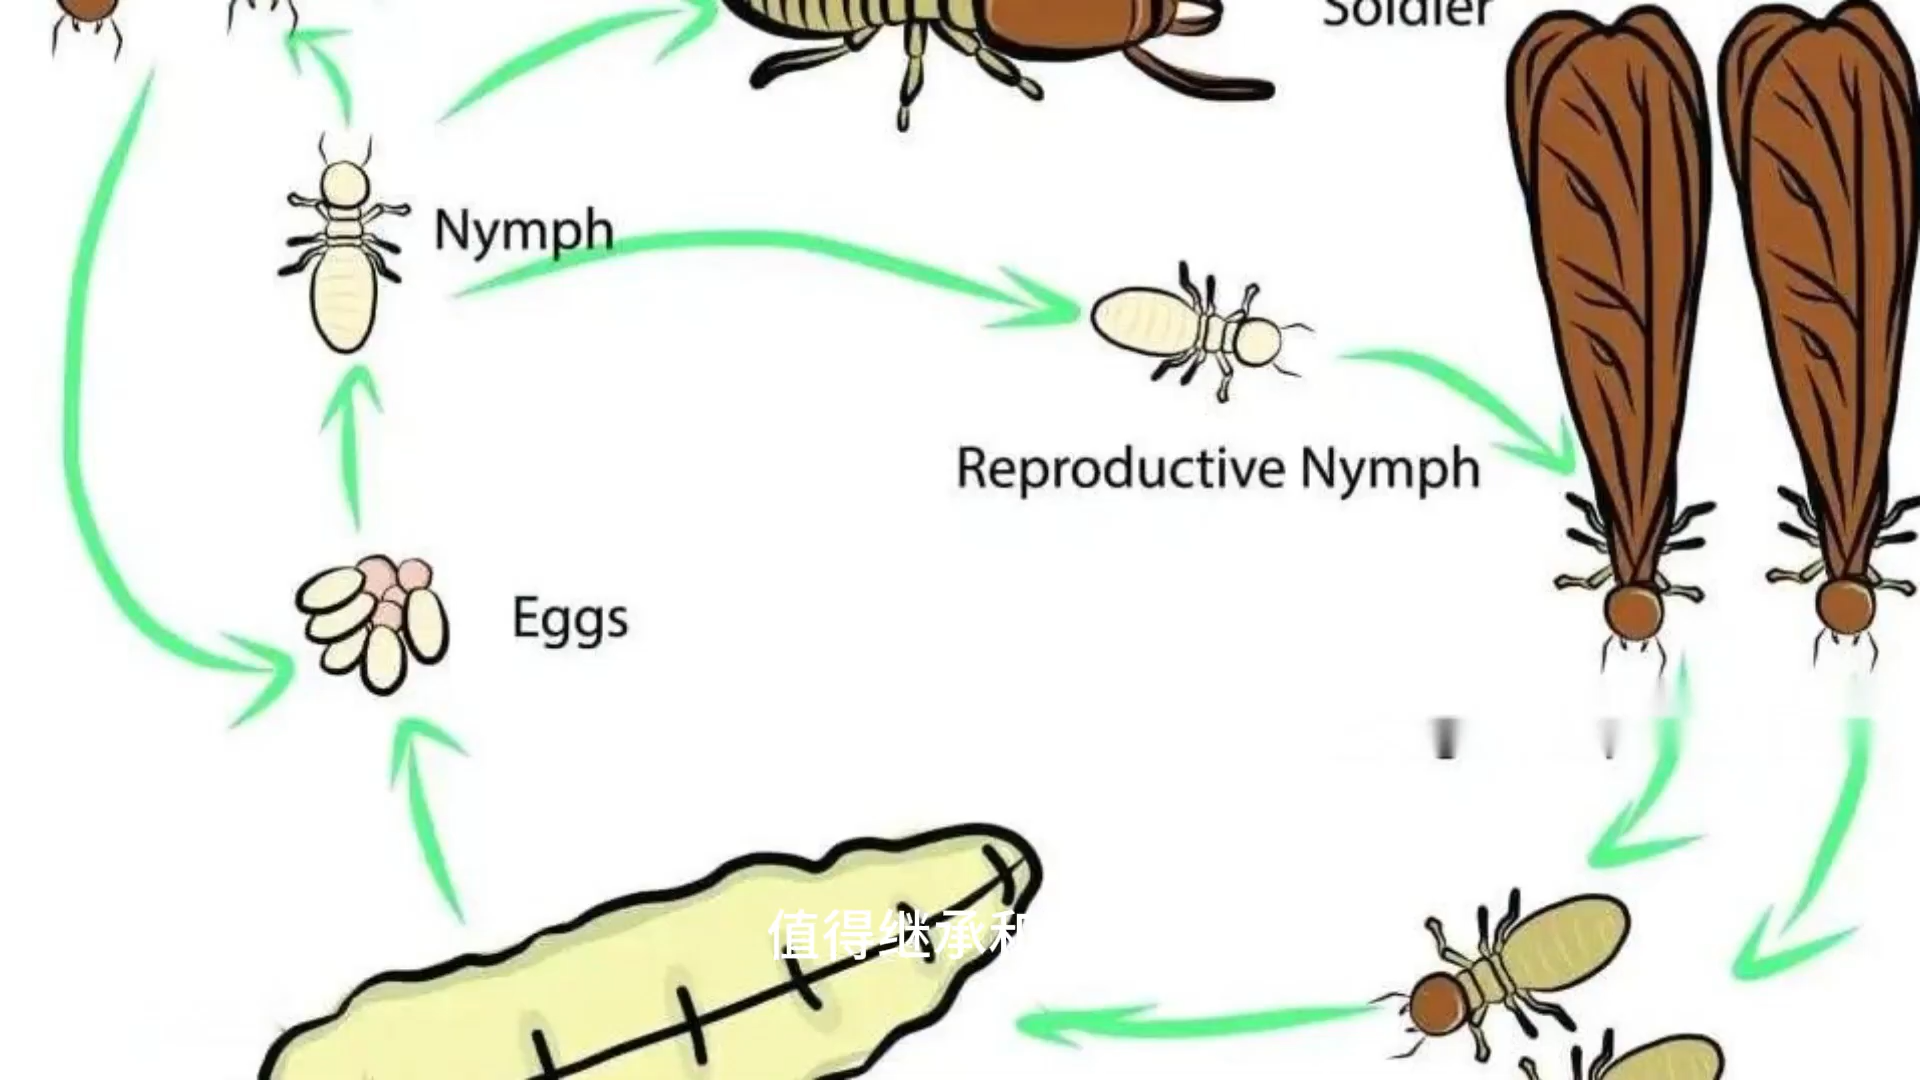 Soldier
Nymph
Reproductive Nymph
Eggs
值得继承和